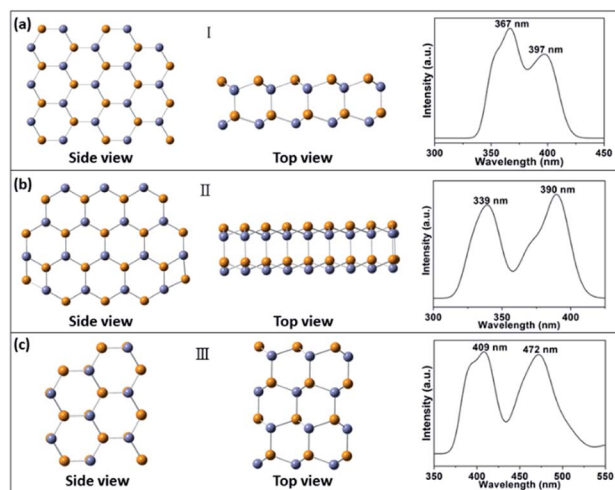 (a)
I
Side view
Top view
Intensity (a.u.)
367 nm
397 nm
300 350 400 450
Wavelength (nm)
(b)
II
Side view
Top view
Intensity (a.u.)
339 nm
390 nm
300 350 400
Wavelength (nm)
(c)
III
Side view
Top view
Intensity (a.u.)
409 nm
472 nm
350 400 450 500 550
Wavelength (nm)